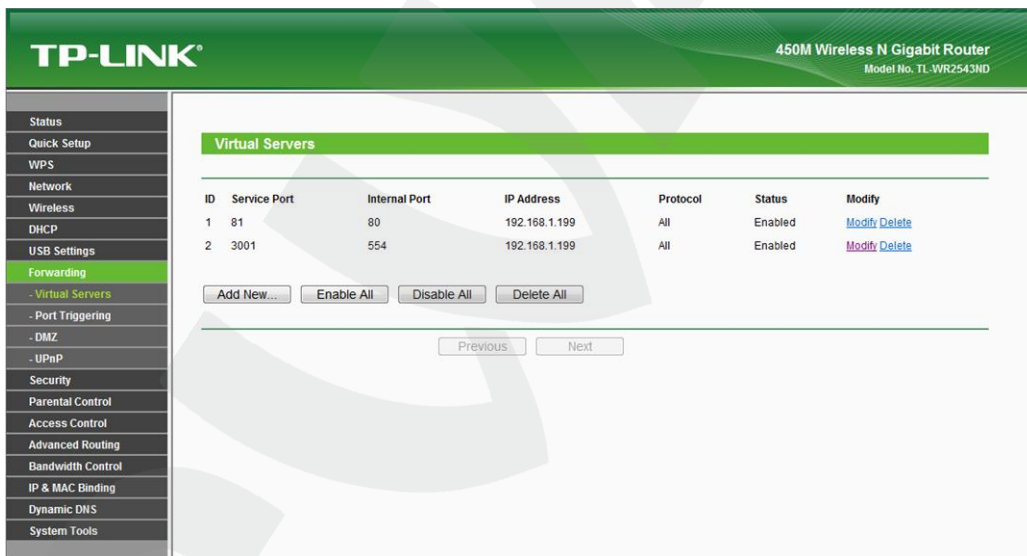 TP-LINK®
450M Wireless N Gigabit Router
Model No. TL-WR2543ND
Status
Quick Setup
WPS
Network
Wireless
DHCP
USB Settings
Forwarding
- Virtual Servers
- Port Triggering
- DMZ
- UPnP
Security
Parental Control
Access Control
Advanced Routing
Bandwidth Control
IP & MAC Binding
Dynamic DNS
System Tools
Virtual Servers
ID Service Port Internal Port IP Address Protocol Status Modify
1 81 80 192.168.1.199 All Enabled Modify Delete
2 3001 554 192.168.1.199 All Enabled Modify Delete
Add New... Enable All Disable All Delete All
Previous Next